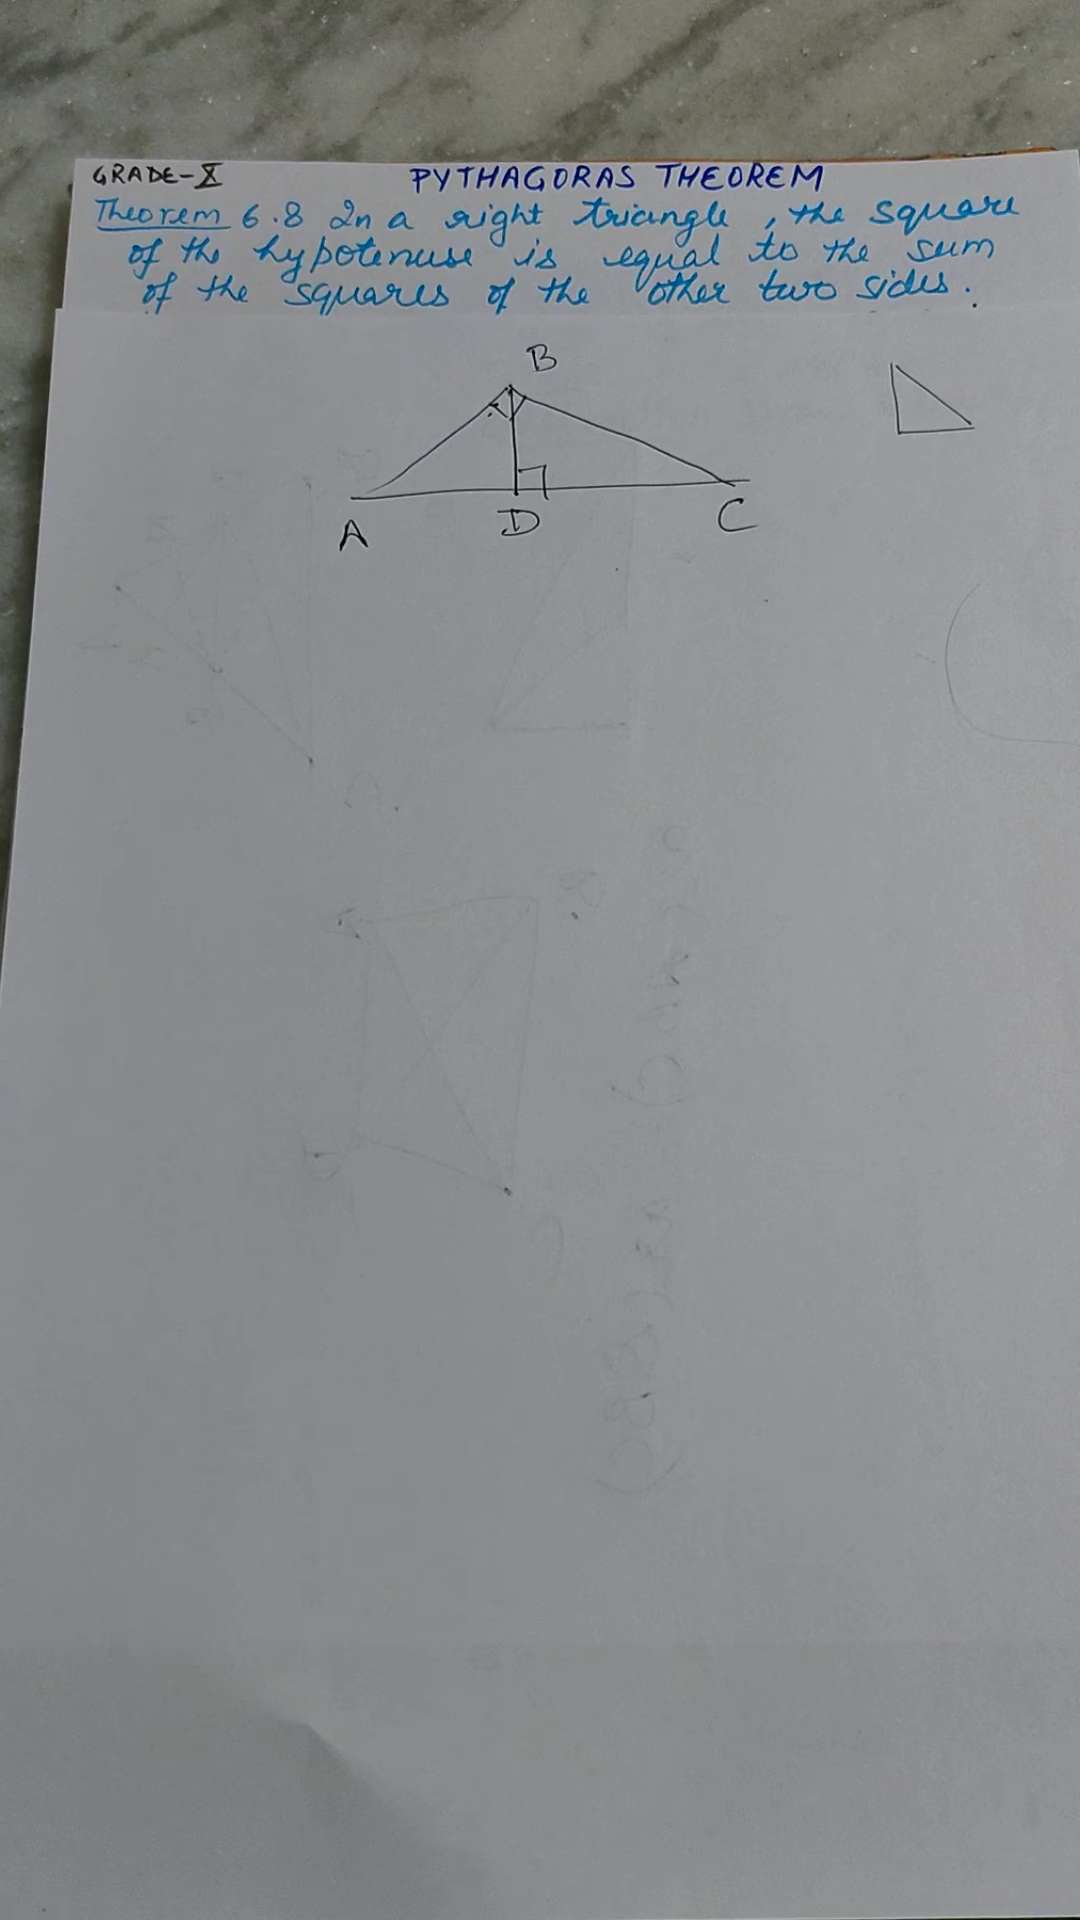 GRADE-X PYTHAGORAS THEOREM
Theorem 6.8 In a right triangle, the square
of the hypotenuse is equal to the sum
of the squares of the other two sides.
B
A D C